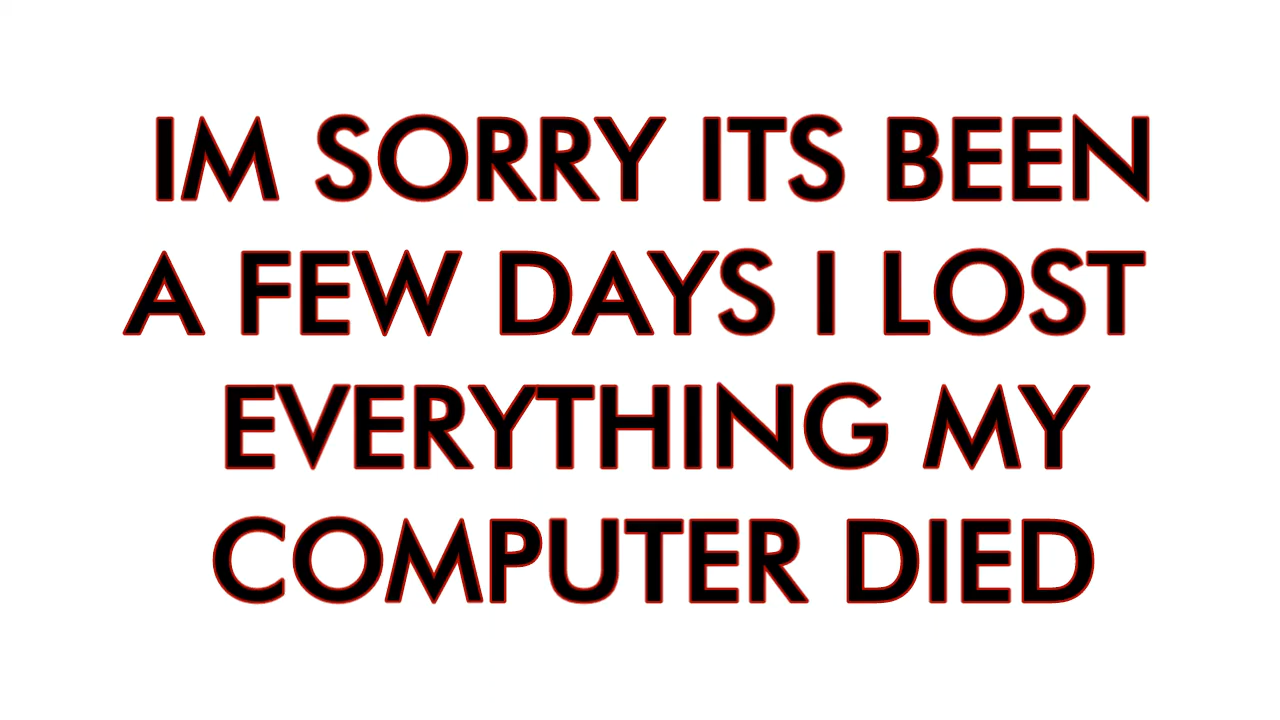 IM SORRY ITS BEEN
A FEW DAYS I LOST
EVERYTHING MY
COMPUTER DIED